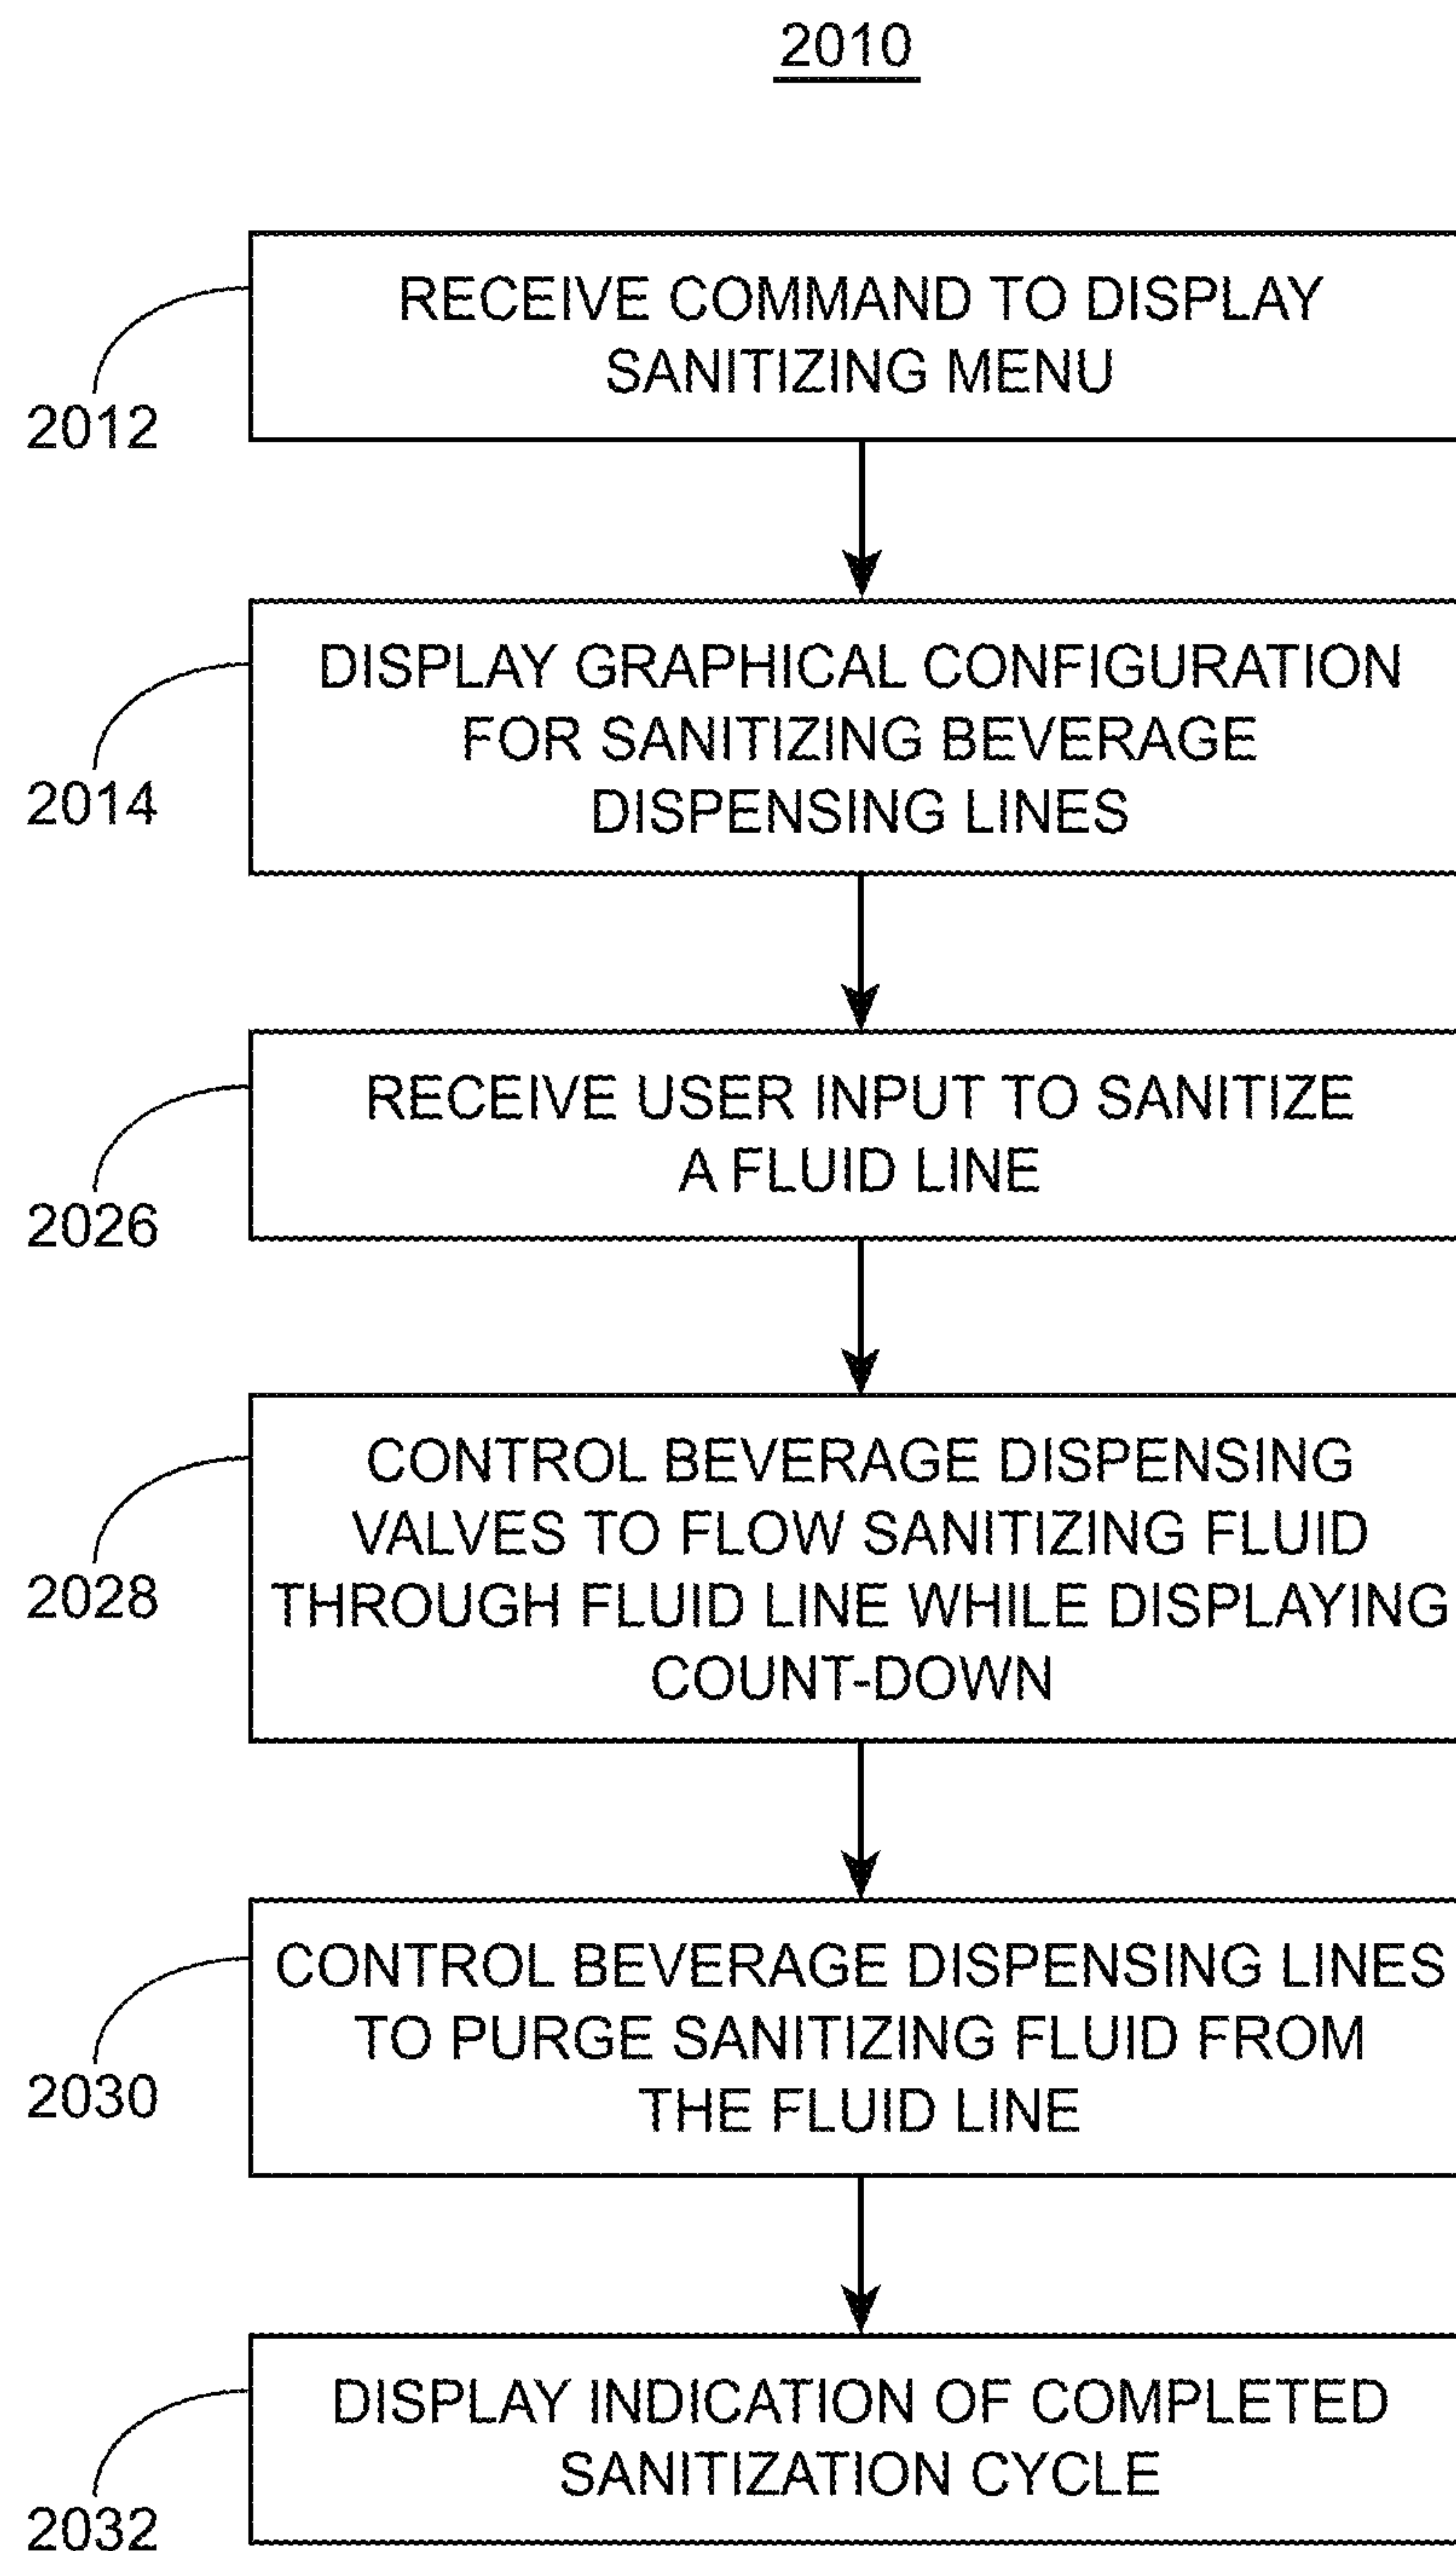 2010
RECEIVE COMMAND TO DISPLAY
SANITIZING MENU
2012
DISPLAY GRAPHICAL CONFIGURATION
FOR SANITIZING BEVERAGE
DISPENSING LINES
2014
RECEIVE USER INPUT TO SANITIZE
A FLUID LINE
2026
CONTROL BEVERAGE DISPENSING
VALVES TO FLOW SANITIZING FLUID
THROUGH FLUID LINE WHILE DISPLAYING
COUNT-DOWN
2028
CONTROL BEVERAGE DISPENSING LINES
TO PURGE SANITIZING FLUID FROM
THE FLUID LINE
2030
DISPLAY INDICATION OF COMPLETED
SANITIZATION CYCLE
2032